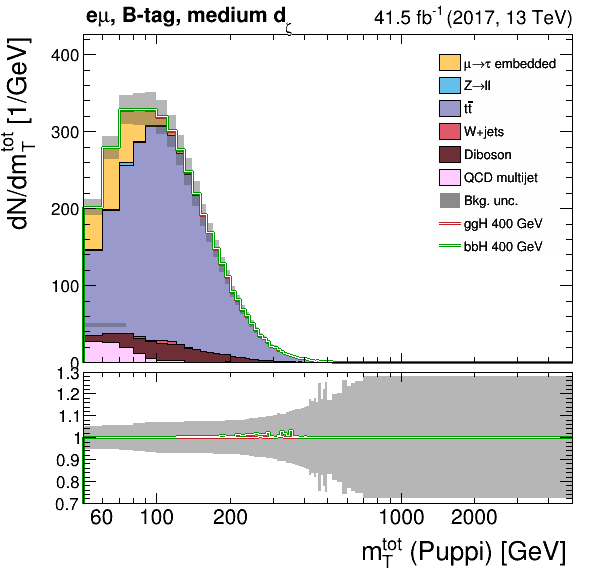 eμ, B-tag, medium dζ
41.5 fb⁻¹ (2017, 13 TeV)
dN/dm_T^tot [1/GeV]
400
300
200
100
0
μ→τ embedded
Z→ll
tt̅
W+jets
Diboson
QCD multijet
Bkg. unc.
ggH 400 GeV
bbH 400 GeV
1.3
1.2
1.1
1
0.9
0.8
0.7
60 100 200 1000 2000
m_T^tot (Puppi) [GeV]